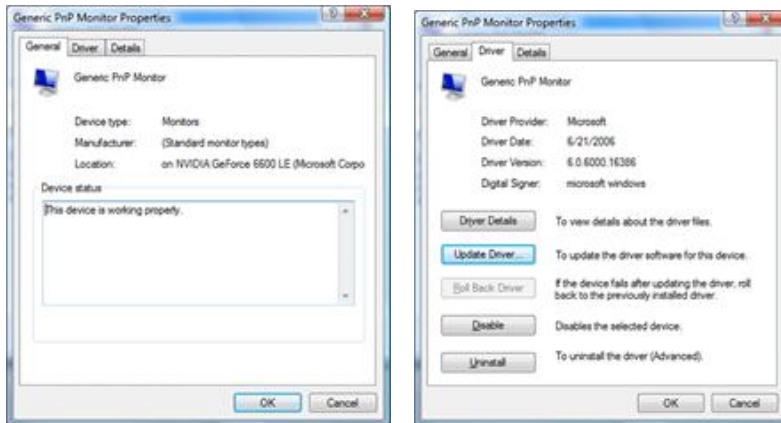 Generic PnP Monitor Properties
General Driver Details
Generic PnP Monitor
Device type: Monitors
Manufacturer: (Standard monitor types)
Location: on NVIDIA GeForce 6600 LE (Microsoft Corpo
Device status
This device is working properly.
OK Cancel
Generic PnP Monitor Properties
General Driver Details
Generic PnP Monitor
Driver Provider: Microsoft
Driver Date: 6/21/2006
Driver Version: 6.0.6000.16386
Digital Signer: microsoft windows
Driver Details To view details about the driver files.
Update Driver... To update the driver software for this device.
Roll Back Driver If the device fails after updating the driver, roll
back to the previously installed driver.
Disable Disables the selected device.
Uninstall To uninstall the driver (Advanced).
OK Cancel